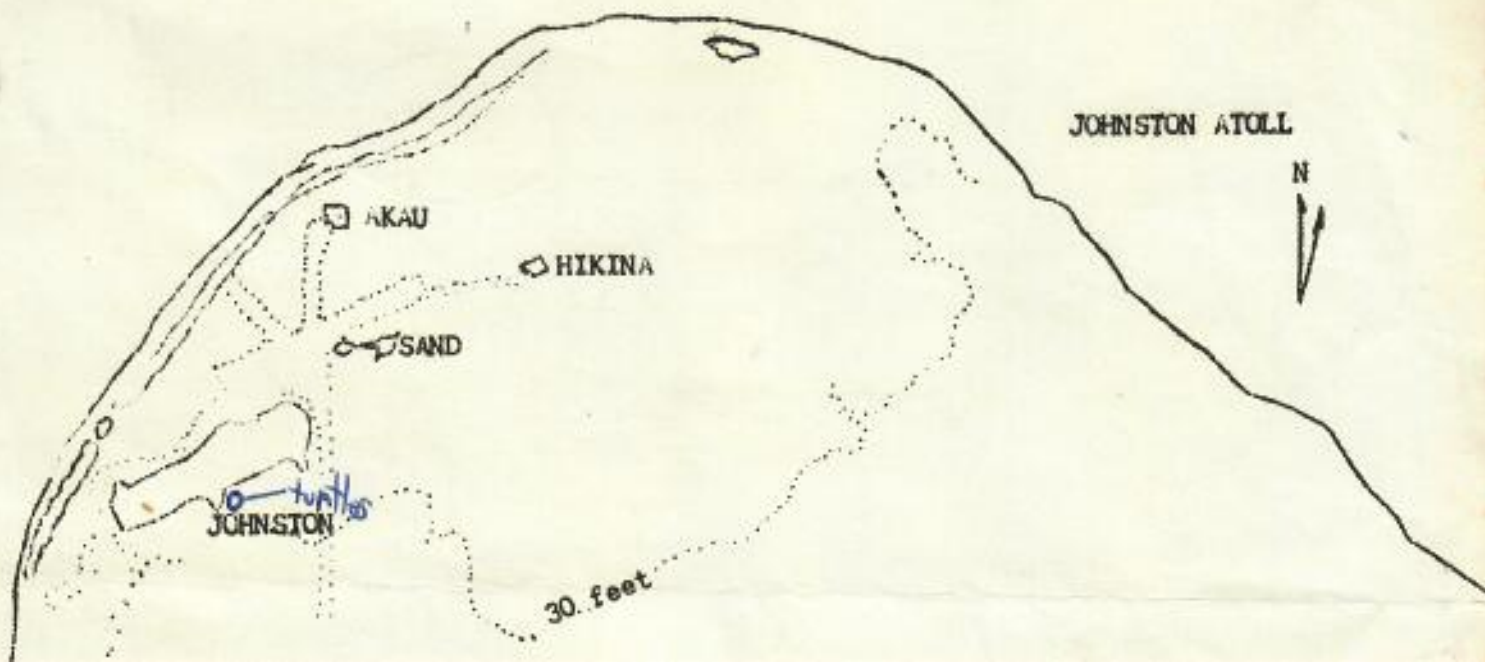 JOHNSTON ATOLL
N
AKAU
HIKINA
SAND
turtles
JOHNSTON
30 feet